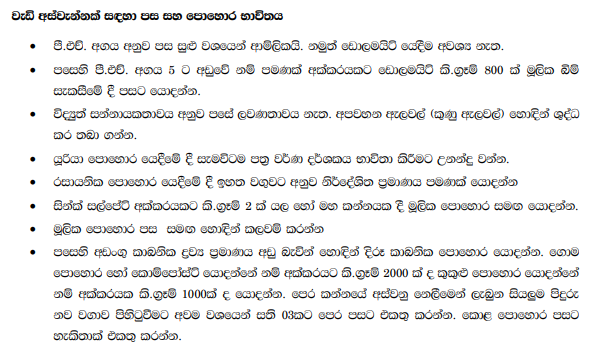 වැඩි අස්වැන්නක් සඳහා පස සහ පොහොර භාවිතය
• පී.එච්. අගය අනුව පස සුළු වශයෙන් ආම්ලිකයි. නමුත් ඩොලමයිට් යෙදීම අවශ්‍ය නැත.
• පසෙහි පී.එච්. අගය 5 ට අඩුවේ නම් පමණක් අක්කරයකට ඩොලමයිට් කි.ග්‍රෑම් 800 ක් මූලික බිම්
සැකසීමේ දී පසට යොදන්න.
• විද්‍යුත් සන්නායකතාවය අනුව පසේ ලවණතාවය නැත. අපවහන ඇලවල් (කුණු ඇලවල්) හොඳින් ශුද්ධ
කර තබා ගන්න.
• යූරියා පොහොර යෙදීමේ දී සැමවිටම පත්‍ර වර්ණ දර්ශකය භාවිතා කිරීමට උනන්දු වන්න.
• රසායනික පොහොර යෙදීමේ දි ඉහත වගුවට අනුව නිර්දේශිත ප්‍රමාණය පමණක් යොදන්න
• සින්ක් සල්පේට් අක්කරයකට කි.ග්‍රෑම් 2 ක් යල හෝ මහ කන්නයක දී මූලික පොහොර සමඟ යොදන්න.
• මූලික පොහොර පස සමඟ හොඳින් කලවම් කරන්න
• පසෙහි අඩංගු කාබනික ද්‍රව්‍ය ප්‍රමාණය අඩු බැවින් හොඳින් දිරූ කාබනික පොහොර යොදන්න. ගොම
පොහොර හෝ කොම්පෝස්ට් යොදන්නේ නම් අක්කරයට කි.ග්‍රෑම් 2000 ක් ද කුකුළු පොහොර යොදන්නේ
නම් අක්කරයක කි.ග්‍රෑම් 1000ක් ද යොදන්න. පෙර කන්නයේ අස්වනු නෙලීමෙන් ලැබුන සියලුම පිදුරු
නව වගාව පිහිටුවීමට අවම වශයෙන් සති 03කට පෙර පසට එකතු කරන්න. කොළ පොහොර පසට
හැකිතාක් එකතු කරන්න.